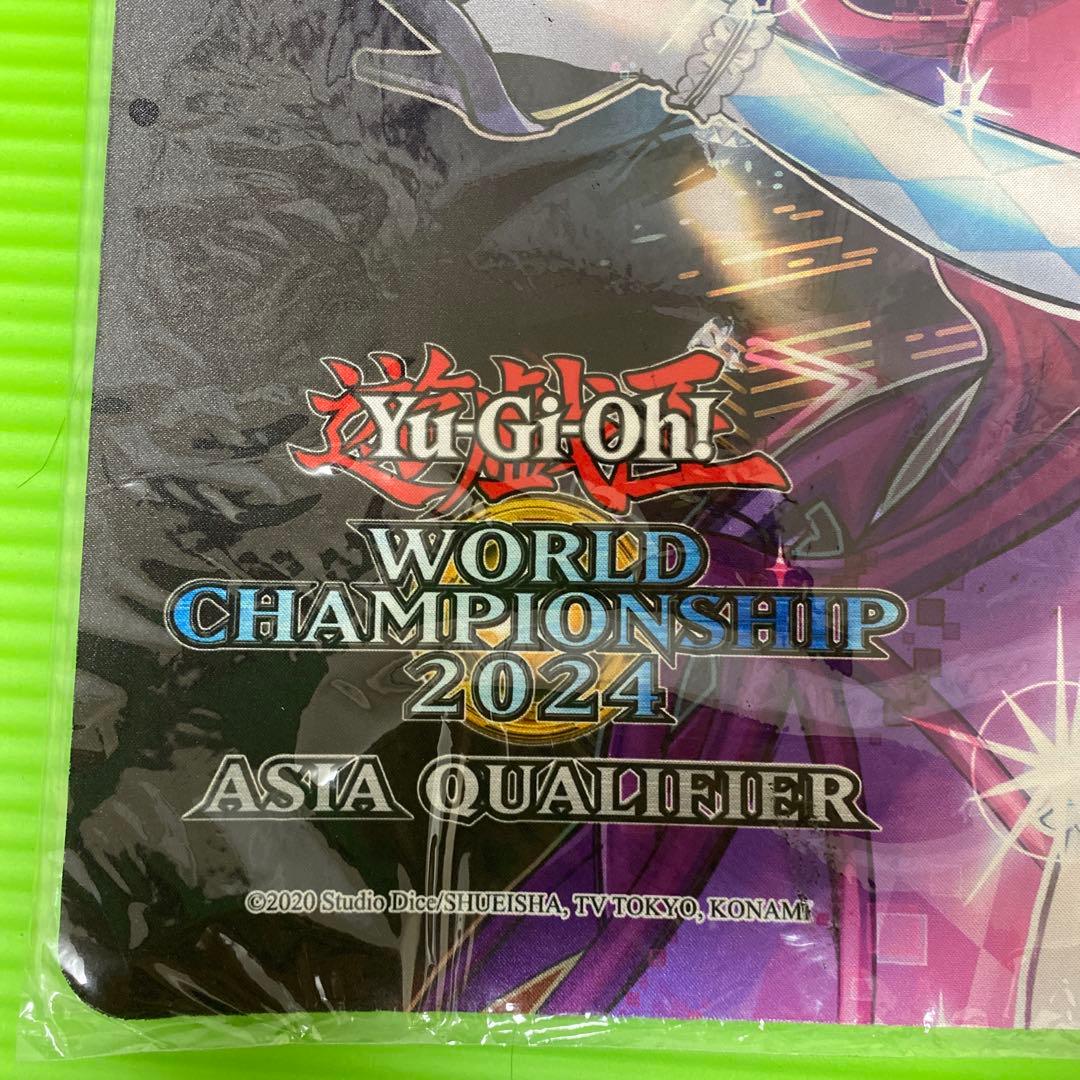 遊戯王
Yu-Gi-Oh!
WORLD
CHAMPIONSHIP
2024
ASIA QUALIFIER
©2020 Studio Dice/SHUEISHA, TV TOKYO, KONAMI